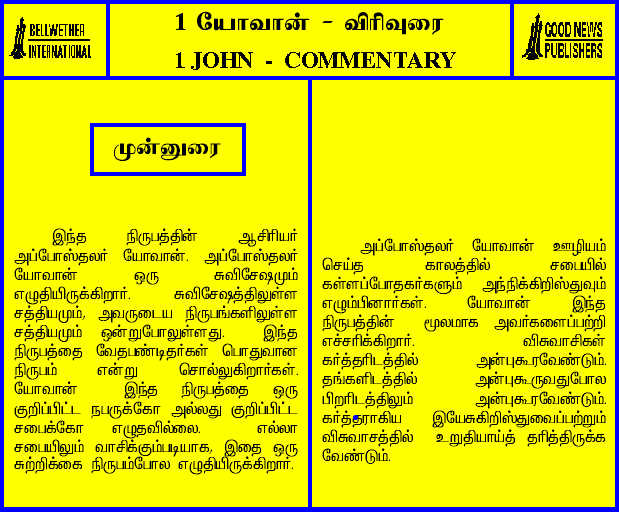 BELLWETHER
INTERNATIONAL
1 யோவான் - விரிவுரை
1 JOHN - COMMENTARY
GOOD NEWS
PUBLISHERS
முன்னுரை
இந்த நிருபத்தின் ஆசிரியர்
அப்போஸ்தலர் யோவான். அப்போஸ்தலர்
யோவான் ஒரு சுவிசேஷமும்
எழுதியிருக்கிறார். சுவிசேஷத்திலுள்ள
சத்தியமும், அவருடைய நிருபங்களிலுள்ள
சத்தியமும் ஒன்றுபோலுள்ளது. இந்த
நிருபத்தை வேதபண்டிதர்கள் பொதுவான
நிருபம் என்று சொல்லுகிறார்கள்.
யோவான் இந்த நிருபத்தை ஒரு
குறிப்பிட்ட நபருக்கோ அல்லது குறிப்பிட்ட
சபைக்கோ எழுதவில்லை. எல்லா
சபையிலும் வாசிக்கும்படியாக, இதை ஒரு
சுற்றிக்கை நிருபம்போல எழுதியிருக்கிறார்.
அப்போஸ்தலர் யோவான் ஊழியம்
செய்த காலத்தில் சபையில்
கள்ளப்போதகர்களும் அந்நிக்கிறிஸ்துவும்
எழும்பினார்கள். யோவான் இந்த
நிருபத்தின் மூலமாக அவர்களைப்பற்றி
எச்சரிக்கிறார். விசுவாசிகள்
கர்த்தரிடத்தில் அன்புகூரவேண்டும்.
தங்களிடத்தில் அன்புகூருவதுபோல
பிறரிடத்திலும் அன்புகூரவேண்டும்.
கர்த்தராகிய இயேசுகிறிஸ்துவைப்பற்றும்
விசுவாசத்தில் உறுதியாய்த் தரித்திருக்க
வேண்டும்.